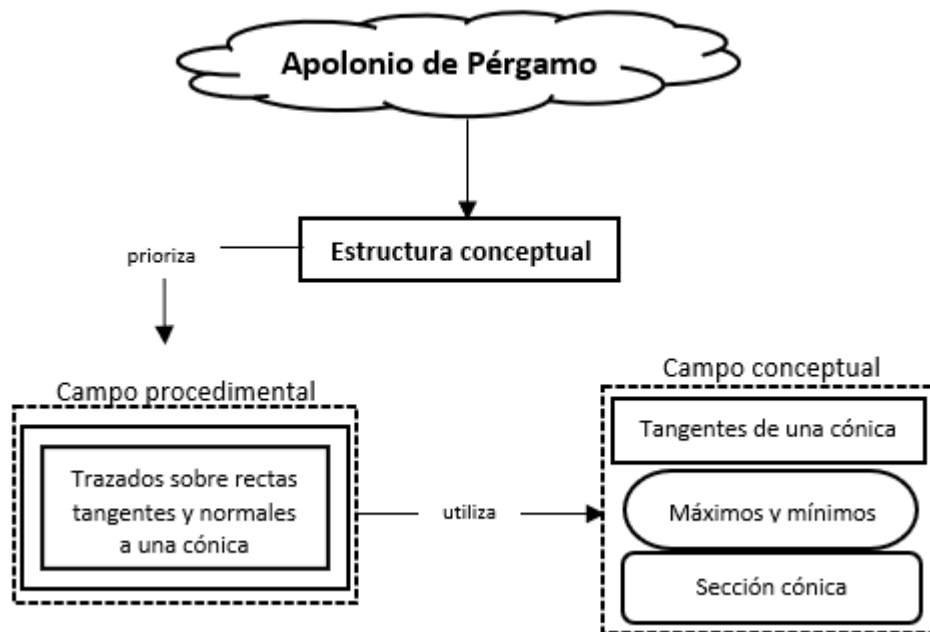 Apolonio de Pérgamo
Estructura conceptual
prioriza
Campo procedimental
Trazados sobre rectas
tangentes y normales
a una cónica
utiliza
Campo conceptual
Tangentes de una cónica
Máximos y mínimos
Sección cónica